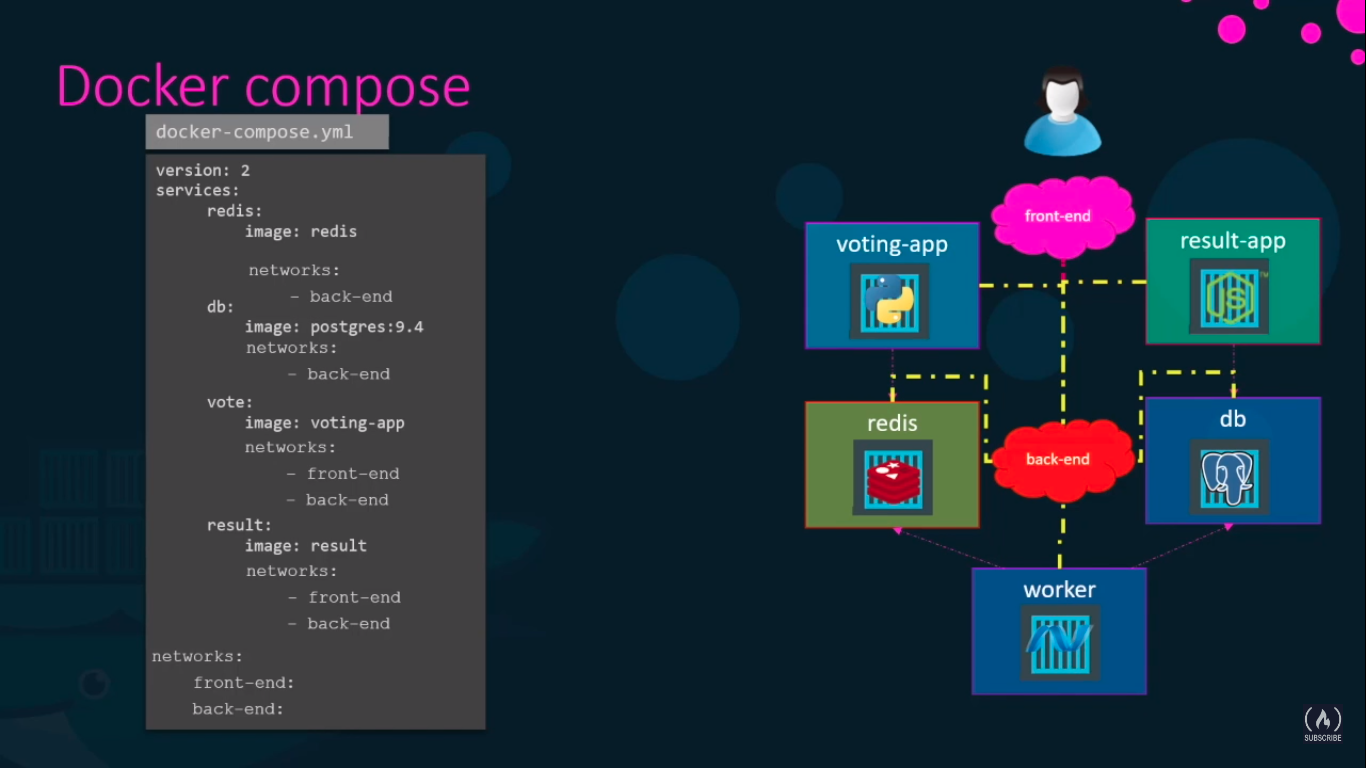 Docker compose
docker-compose.yml
version: 2
services:
redis:
image: redis
networks:
- back-end
db:
image: postgres:9.4
networks:
- back-end
vote:
image: voting-app
networks:
- front-end
- back-end
result:
image: result
networks:
- front-end
- back-end
networks:
front-end:
back-end:
front-end
voting-app
result-app
JS
TM
redis
db
back-end
worker
SUBSCRIBE